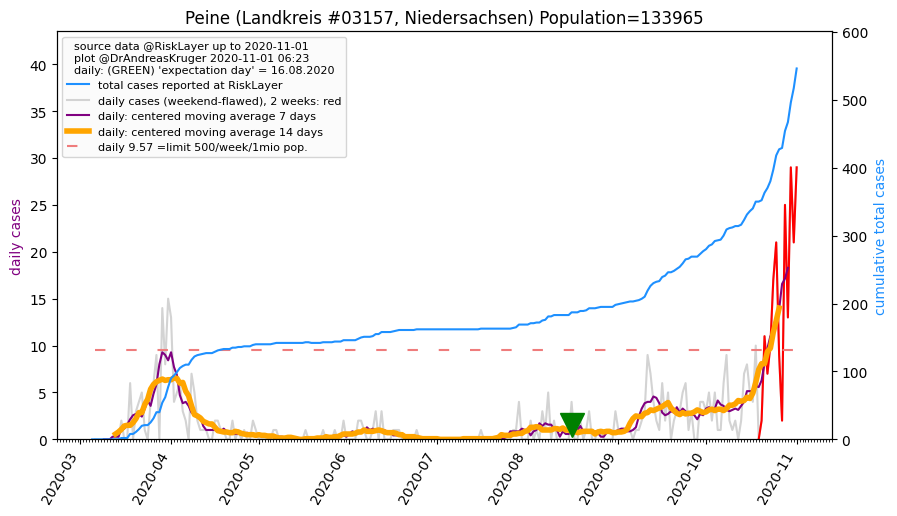 Peine (Landkreis #03157, Niedersachsen) Population=133965
source data @RiskLayer up to 2020-11-01
plot @DrAndreasKruger 2020-11-01 06:23
daily: (GREEN) 'expectation day' = 16.08.2020
total cases reported at RiskLayer
daily cases (weekend-flawed), 2 weeks: red
daily: centered moving average 7 days
daily: centered moving average 14 days
daily 9.57 =limit 500/week/1mio pop.
daily cases
40
35
30
25
20
15
10
5
0
cumulative total cases
600
500
400
300
200
100
0
2020-03
2020-04
2020-05
2020-06
2020-07
2020-08
2020-09
2020-10
2020-11